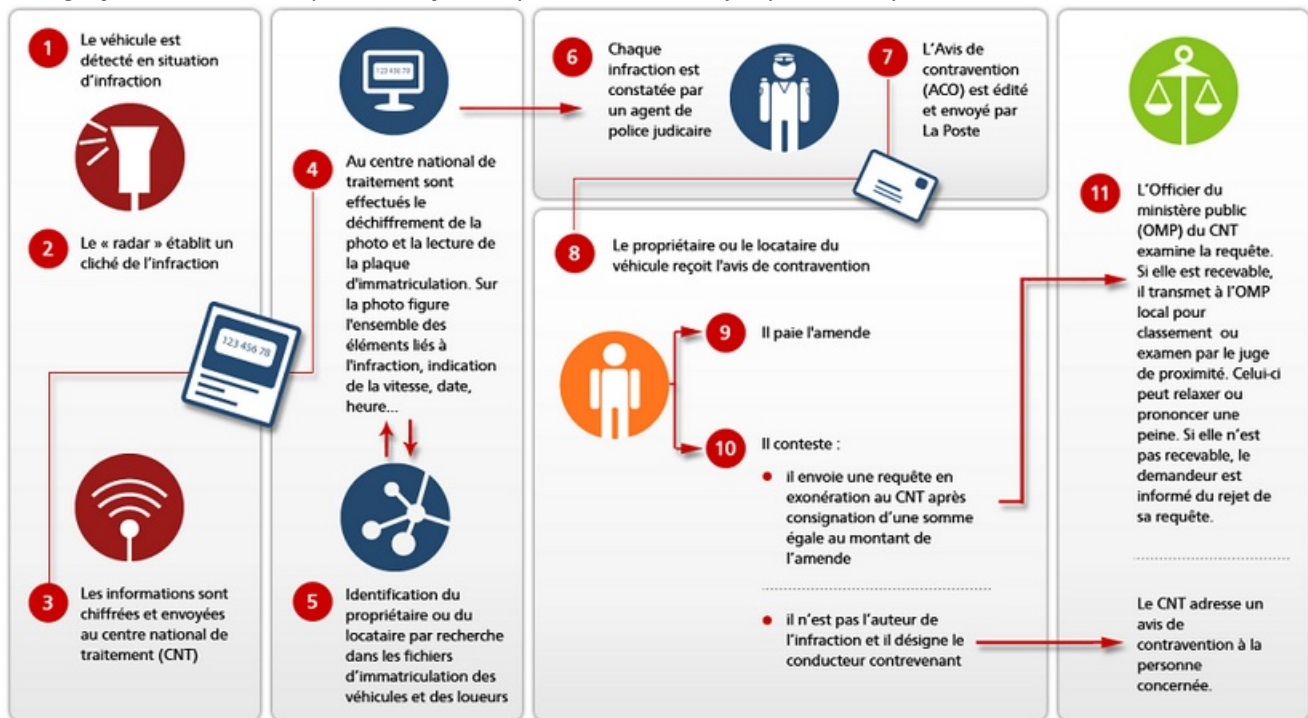 1
Le véhicule est
détecté en situation
d'infraction
2
Le « radar » établit un
cliché de l'infraction
123 456 78
3
Les informations sont
chiffrées et envoyées
au centre national de
traitement (CNT)
123 456 78
4
Au centre national de
traitement sont
effectués le
déchiffrement de la
photo et la lecture de
la plaque
d'immatriculation. Sur
la photo figure
l'ensemble des
éléments liés à
l'infraction, indication
de la vitesse, date,
heure...
5
Identification du
propriétaire ou du
locataire par recherche
dans les fichiers
d'immatriculation des
véhicules et des loueurs
6
Chaque
infraction est
constatée par
un agent de
police judicaire
7
L'Avis de
contravention
(ACO) est édité
et envoyé par
La Poste
8
Le propriétaire ou le locataire du
véhicule reçoit l'avis de contravention
9
Il paie l'amende
10
Il conteste :
• il envoie une requête en
exonération au CNT après
consignation d'une somme
égale au montant de
l'amende
• il n'est pas l'auteur de
l'infraction et il désigne le
conducteur contrevenant
11
L'Officier du
ministère public
(OMP) du CNT
examine la requête.
Si elle est recevable,
il transmet à l'OMP
local pour
classement ou
examen par le juge
de proximité. Celui-ci
peut relaxer ou
prononcer une
peine. Si elle n'est
pas recevable, le
demandeur est
informé du rejet de
sa requête.
Le CNT adresse un
avis de
contravention à la
personne
concernée.